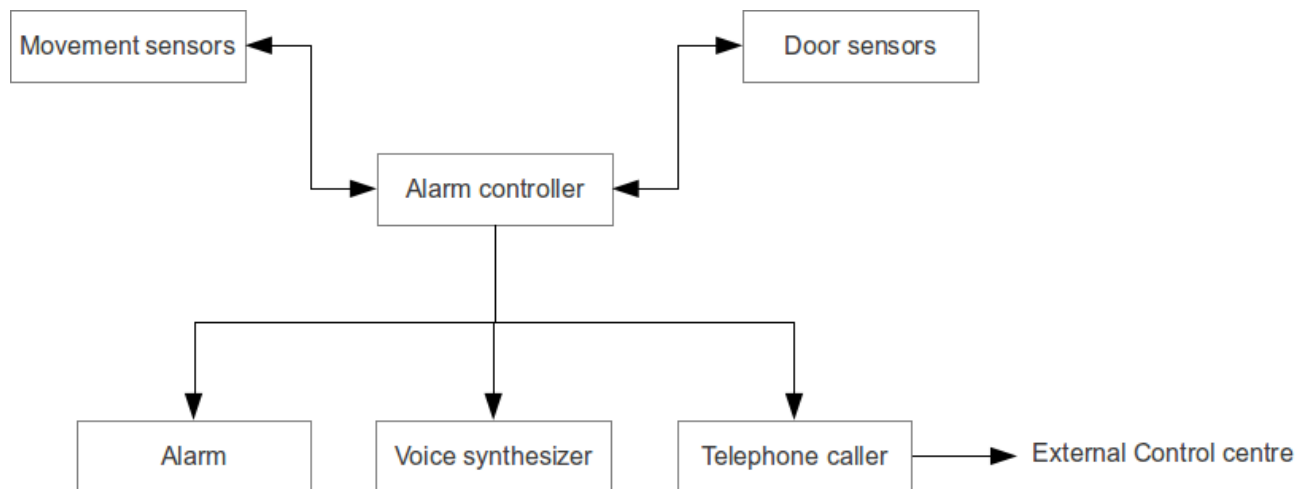 Movement sensors
Door sensors
Alarm controller
Alarm
Voice synthesizer
Telephone caller
External Control centre